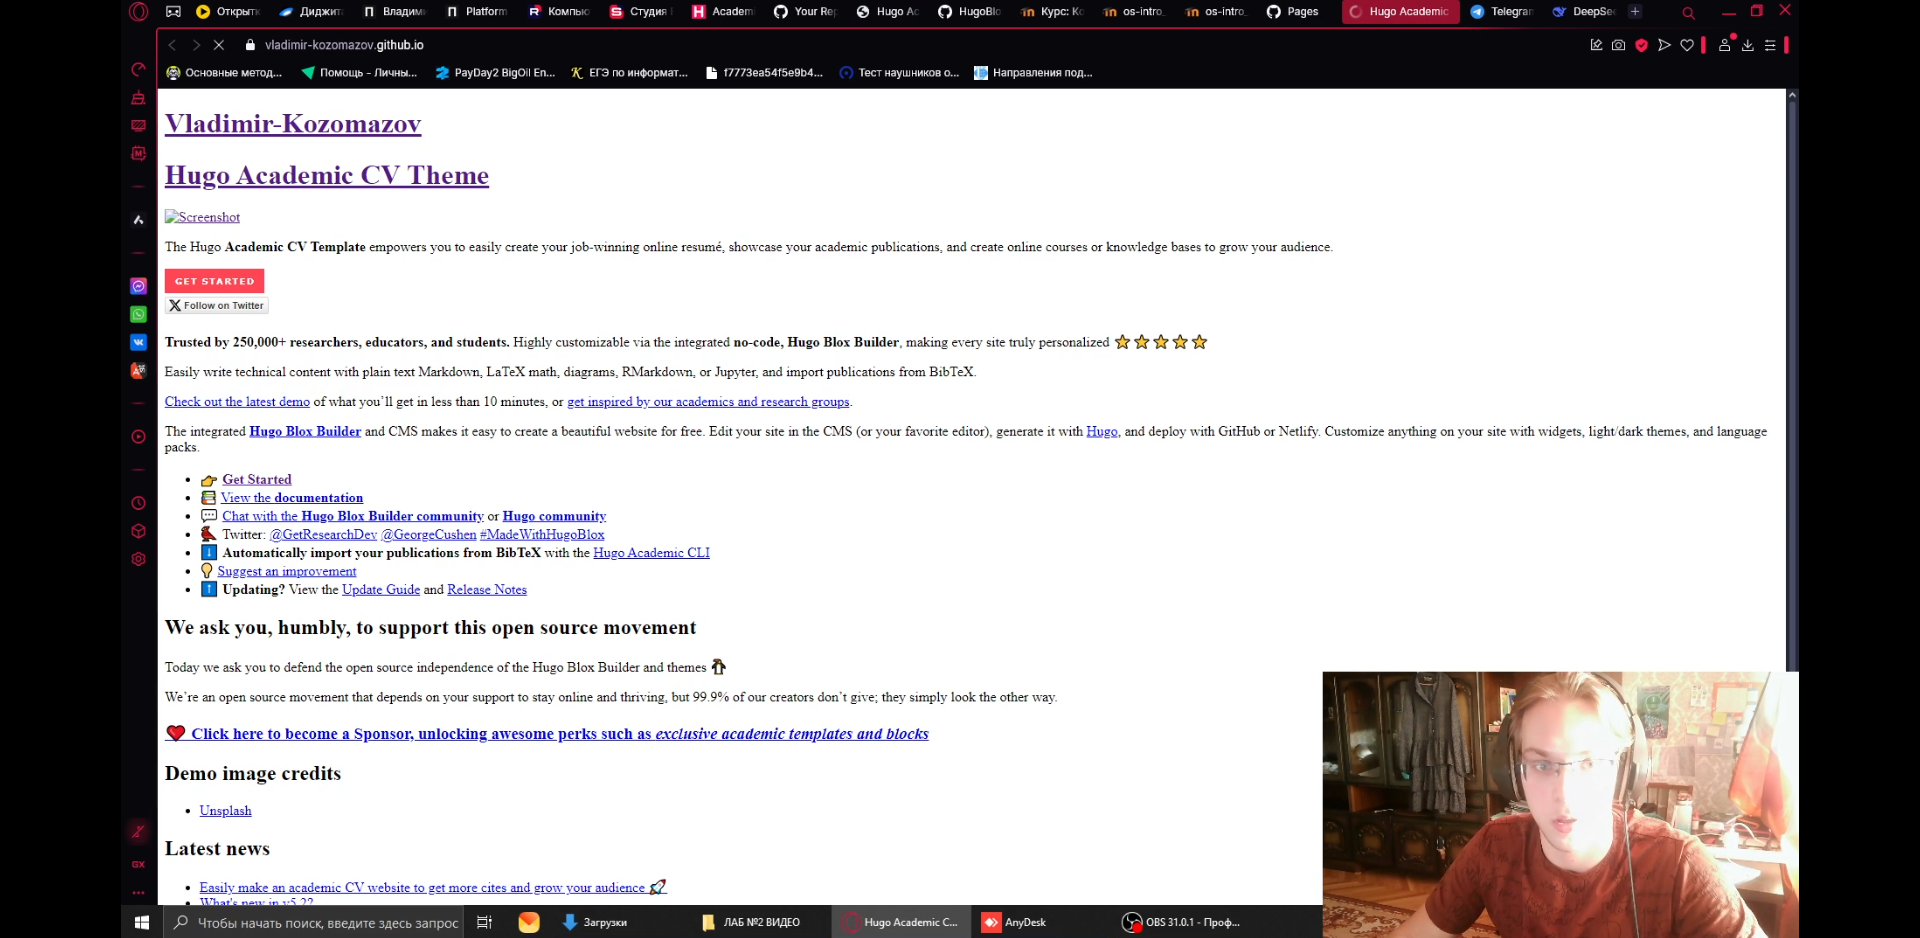 Открыть
Диджит
Владим
Platform
Компью
Студия
Academ
Your Rep
Hugo Ac
HugoBlo
Курс: Ко
os-intro_
os-intro_
Pages
Hugo Academic
Telegram
DeepSe
vladimir-kozomazov.github.io
Основные метод...
Помощь - Личны...
PayDay2 BigOil En...
ЕГЭ по информат...
f7773ea54f5e9b4...
Тест наушников о...
Направления под...
Vladimir-Kozomazov
Hugo Academic CV Theme
Screenshot
The Hugo Academic CV Template empowers you to easily create your job-winning online resumé, showcase your academic publications, and create online courses or knowledge bases to grow your audience.
GET STARTED
Follow on Twitter
Trusted by 250,000+ researchers, educators, and students. Highly customizable via the integrated no-code, Hugo Blox Builder, making every site truly personalized ⭐⭐⭐⭐⭐
Easily write technical content with plain text Markdown, LaTeX math, diagrams, RMarkdown, or Jupyter, and import publications from BibTeX.
Check out the latest demo of what you’ll get in less than 10 minutes, or get inspired by our academics and research groups.
The integrated Hugo Blox Builder and CMS makes it easy to create a beautiful website for free. Edit your site in the CMS (or your favorite editor), generate it with Hugo, and deploy with GitHub or Netlify. Customize anything on your site with widgets, light/dark themes, and language
packs.
• 👉 Get Started
• 📚 View the documentation
• 💬 Chat with the Hugo Blox Builder community or Hugo community
• 🐦 Twitter: @GetResearchDev @GeorgeCushen #MadeWithHugoBlox
• ⬇️ Automatically import your publications from BibTeX with the Hugo Academic CLI
• 💡 Suggest an improvement
• ⬆️ Updating? View the Update Guide and Release Notes
We ask you, humbly, to support this open source movement
Today we ask you to defend the open source independence of the Hugo Blox Builder and themes 🐧
We’re an open source movement that depends on your support to stay online and thriving, but 99.9% of our creators don’t give; they simply look the other way.
❤️ Click here to become a Sponsor, unlocking awesome perks such as exclusive academic templates and blocks
Demo image credits
• Unsplash
Latest news
• Easily make an academic CV website to get more cites and grow your audience 🚀
• What's new in v5.2?
GX
Чтобы начать поиск, введите здесь запрос
Загрузки
ЛАБ №2 ВИДЕО
Hugo Academic C...
AnyDesk
OBS 31.0.1 - Проф...